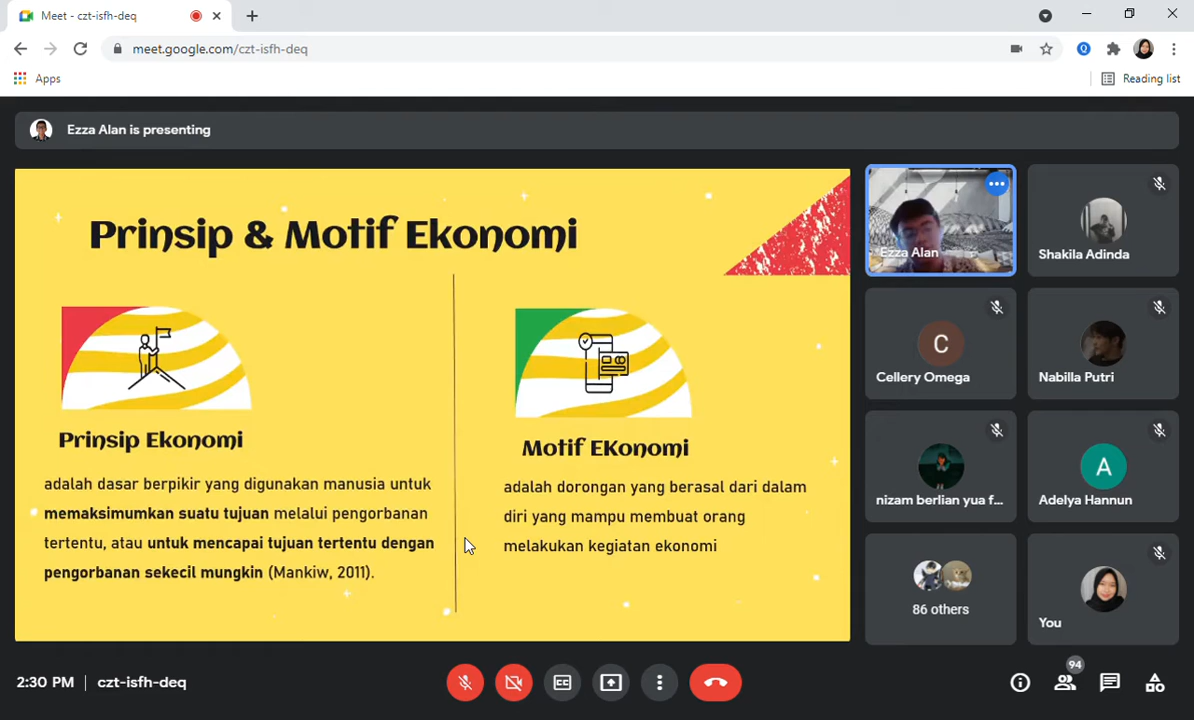 Meet - czt-isfh-deq
meet.google.com/czt-isfh-deq
Q
Apps
Reading list
Ezza Alan is presenting
Prinsip & Motif Ekonomi
Prinsip Ekonomi
adalah dasar berpikir yang digunakan manusia untuk
memaksimumkan suatu tujuan melalui pengorbanan
tertentu, atau untuk mencapai tujuan tertentu dengan
pengorbanan sekecil mungkin (Mankiw, 2011).
Motif EKonomi
adalah dorongan yang berasal dari dalam
diri yang mampu membuat orang
melakukan kegiatan ekonomi
Ezza Alan
Shakila Adinda
C
Cellery Omega
Nabilla Putri
nizam berlian yua f...
A
Adelya Hannun
86 others
You
2:30 PM | czt-isfh-deq
CC
94